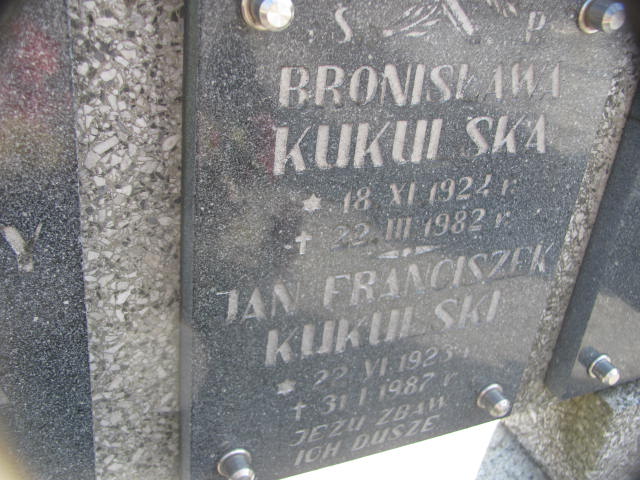 Ś P
BRONISŁAWA
KUKULSKA
* 18 XI 1924 r.
+ 22. III 1982 r.
JAN FRANCISZEK
KUKULSKI
* 22 VI 1923 r
+ 31 I 1987 r
JEZU ZBAW
ICH DUSZE
Y